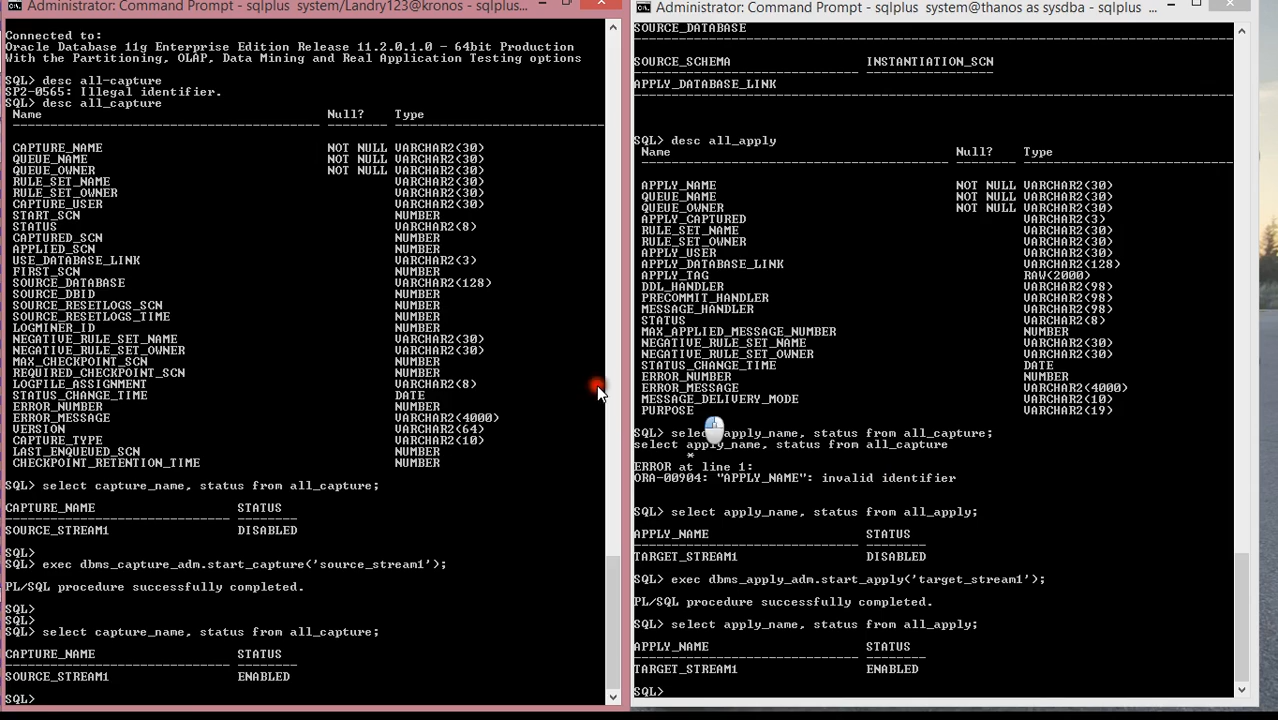 Administrator: Command Prompt - sqlplus  system/Landry123@kronos - sqlplus...
Connected to:
Oracle Database 11g Enterprise Edition Release 11.2.0.1.0 - 64bit Production
With the Partitioning, OLAP, Data Mining and Real Application Testing options
SQL> desc all-capture
SP2-0565: Illegal identifier.
SQL> desc all_capture
Name Null? Type
CAPTURE_NAME NOT NULL VARCHAR2(30)
QUEUE_NAME NOT NULL VARCHAR2(30)
QUEUE_OWNER NOT NULL VARCHAR2(30)
RULE_SET_NAME VARCHAR2(30)
RULE_SET_OWNER VARCHAR2(30)
CAPTURE_USER VARCHAR2(30)
START_SCN NUMBER
STATUS VARCHAR2(8)
CAPTURED_SCN NUMBER
APPLIED_SCN NUMBER
USE_DATABASE_LINK VARCHAR2(3)
FIRST_SCN NUMBER
SOURCE_DATABASE VARCHAR2(128)
SOURCE_DBID NUMBER
SOURCE_RESETLOGS_SCN NUMBER
SOURCE_RESETLOGS_TIME NUMBER
LOGMINER_ID NUMBER
NEGATIVE_RULE_SET_NAME VARCHAR2(30)
NEGATIVE_RULE_SET_OWNER VARCHAR2(30)
MAX_CHECKPOINT_SCN NUMBER
REQUIRED_CHECKPOINT_SCN NUMBER
LOGFILE_ASSIGNMENT VARCHAR2(8)
STATUS_CHANGE_TIME DATE
ERROR_NUMBER NUMBER
ERROR_MESSAGE VARCHAR2(4000)
VERSION VARCHAR2(64)
CAPTURE_TYPE VARCHAR2(10)
LAST_ENQUEUED_SCN NUMBER
CHECKPOINT_RETENTION_TIME NUMBER
SQL> select capture_name, status from all_capture;
CAPTURE_NAME STATUS
SOURCE_STREAM1 DISABLED
SQL>
SQL> exec dbms_capture_adm.start_capture('source_stream1');
PL/SQL procedure successfully completed.
SQL>
SQL>
SQL> select capture_name, status from all_capture;
CAPTURE_NAME STATUS
SOURCE_STREAM1 ENABLED
SQL>
Administrator: Command Prompt - sqlplus  system@thanos as sysdba - sqlplus ...
SOURCE_DATABASE
SOURCE_SCHEMA INSTANTIATION_SCN
APPLY_DATABASE_LINK
SQL> desc all_apply
Name Null? Type
APPLY_NAME NOT NULL VARCHAR2(30)
QUEUE_NAME NOT NULL VARCHAR2(30)
QUEUE_OWNER NOT NULL VARCHAR2(30)
APPLY_CAPTURED VARCHAR2(3)
RULE_SET_NAME VARCHAR2(30)
RULE_SET_OWNER VARCHAR2(30)
APPLY_USER VARCHAR2(30)
APPLY_DATABASE_LINK VARCHAR2(128)
APPLY_TAG RAW(2000)
DDL_HANDLER VARCHAR2(98)
PRECOMMIT_HANDLER VARCHAR2(98)
MESSAGE_HANDLER VARCHAR2(98)
STATUS VARCHAR2(8)
MAX_APPLIED_MESSAGE_NUMBER NUMBER
NEGATIVE_RULE_SET_NAME VARCHAR2(30)
NEGATIVE_RULE_SET_OWNER VARCHAR2(30)
STATUS_CHANGE_TIME DATE
ERROR_NUMBER NUMBER
ERROR_MESSAGE VARCHAR2(4000)
MESSAGE_DELIVERY_MODE VARCHAR2(10)
PURPOSE VARCHAR2(19)
SQL> select apply_name, status from all_capture;
select apply_name, status from all_capture
*
ERROR at line 1:
ORA-00904: "APPLY_NAME": invalid identifier
SQL> select apply_name, status from all_apply;
APPLY_NAME STATUS
TARGET_STREAM1 DISABLED
SQL> exec dbms_apply_adm.start_apply('target_stream1');
PL/SQL procedure successfully completed.
SQL> select apply_name, status from all_apply;
APPLY_NAME STATUS
TARGET_STREAM1 ENABLED
SQL>